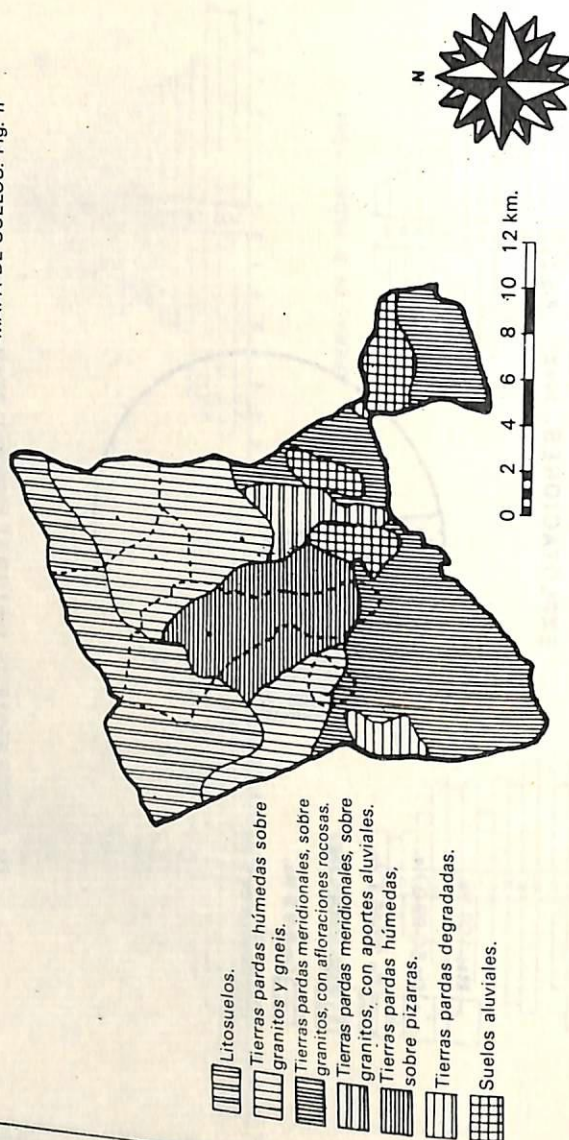 Litosuelos.
Tierras pardas húmedas sobre
granitos y gneis.
Tierras pardas meridionales, sobre
granitos, con afloraciones rocosas.
Tierras pardas meridionales, sobre
granitos, con aportes aluviales.
Tierras pardas húmedas,
sobre pizarras.
Tierras pardas degradadas.
Suelos aluviales.
0 2 4 6 8 10 12 km.
N